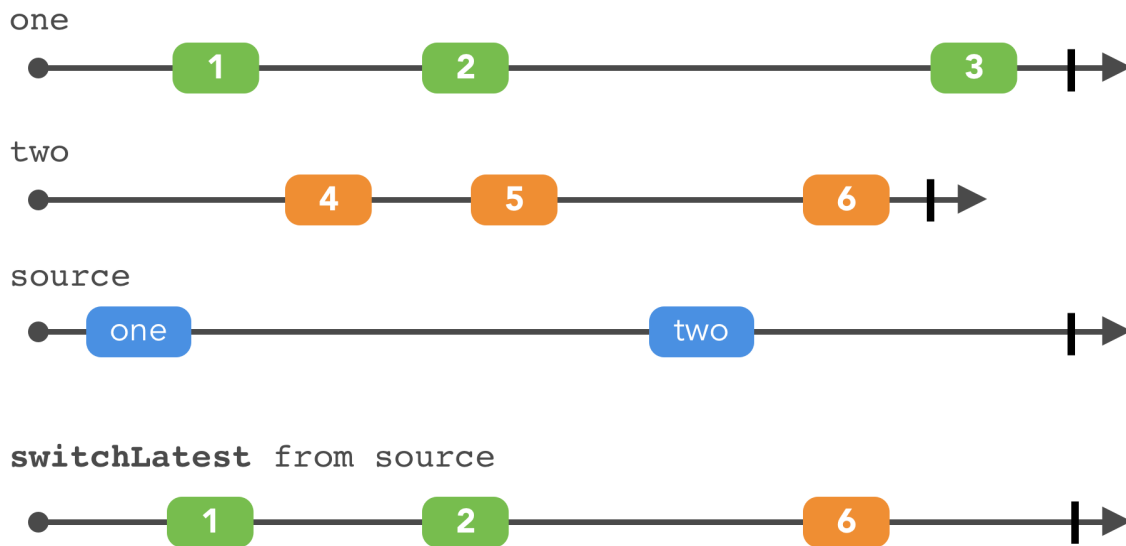 one
1 2 3
two
4 5 6
source
one two
switchLatest from source
1 2 6